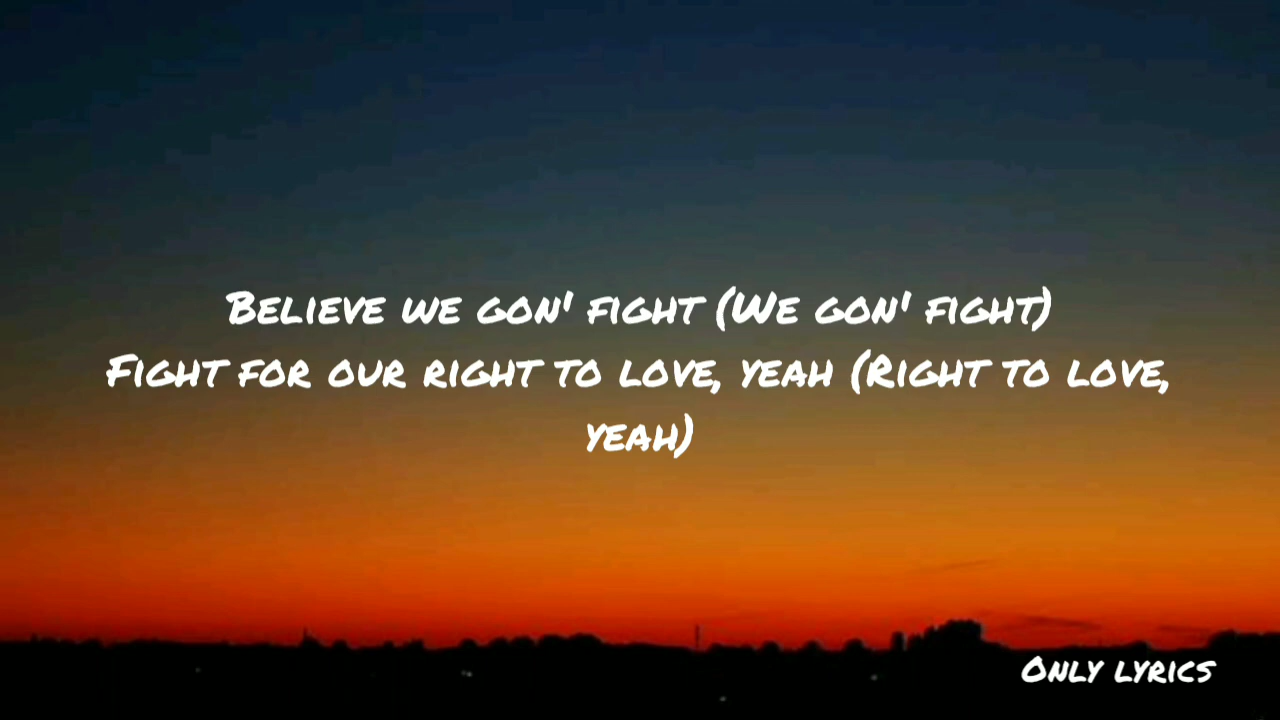 Believe we gon' fight (We gon' fight)
Fight for our right to love, yeah (Right to love,
yeah)
Only lyrics